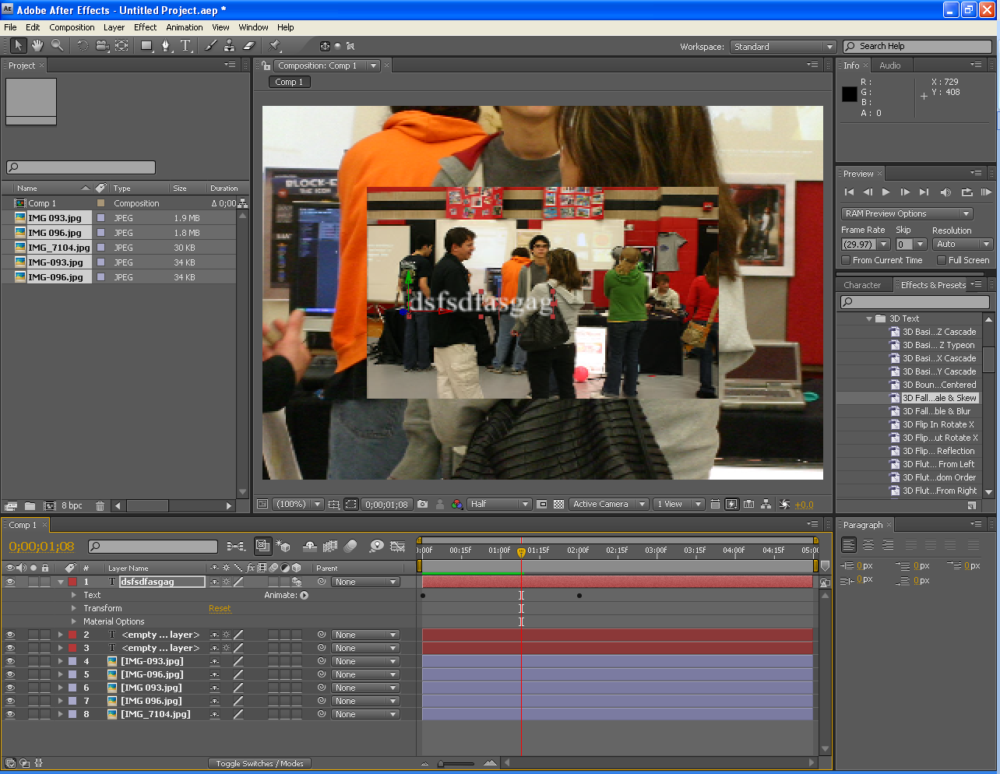 Adobe After Effects - Untitled Project.aep *
File Edit Composition Layer Effect Animation View Window Help
Workspace: Standard Search Help
Project
Composition: Comp 1
Comp 1
Info Audio
R :
G :
B :
A : 0
X : 729
Y : 408
Name Type Size Duration
Comp 1 Composition Δ 0;00
IMG 093.jpg JPEG 1.9 MB
IMG 096.jpg JPEG 1.8 MB
IMG_7104.jpg JPEG 30 KB
IMG-093.jpg JPEG 34 KB
IMG-096.jpg JPEG 34 KB
8 bpc
BLOCK-E
dsfsdfasgag
(100%) 0;00;01;08 Half Active Camera 1 View +0.0
Preview
RAM Preview Options
Frame Rate Skip Resolution
(29.97) 0 Auto
From Current Time Full Screen
Character Effects & Presets
3D Text
3D Basi...Z Cascade
3D Basi... Z Typeon
3D Basi...X Cascade
3D Basi...Y Cascade
3D Boun...Centered
3D Fall...ale & Skew
3D Fall...ble & Blur
3D Flip In Rotate X
3D Flip...ut Rotate X
3D Flip... Reflection
3D Flut... From Left
3D Flut...dom Order
3D Flut...From Right
Comp 1
0;00;01;08
):00F 00:15F 01:00F 01:15F 02:00F 02:15F 03:00F 03:15F 04:00F 04:15F 05:00
# Layer Name fx Parent
1 T dsfsdfasgag None
Text Animate:
Transform Reset
Material Options
2 T <empty ... layer> None
3 T <empty ... layer> None
4 [IMG-093.jpg] None
5 [IMG-096.jpg] None
6 [IMG 093.jpg] None
7 [IMG 096.jpg] None
8 [IMG_7104.jpg] None
Toggle Switches / Modes
Paragraph
0 px 0 px 0 px
0 px 0 px